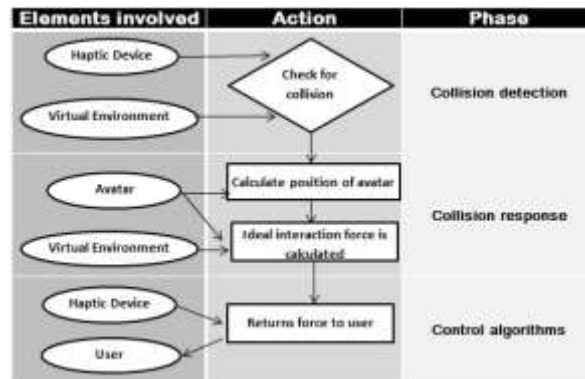 Elements involved
Action
Phase
Haptic Device
Virtual Environment
Check for
collision
Collision detection
Avatar
Virtual Environment
Calculate position of avatar
Ideal interaction force is
calculated
Collision response
Haptic Device
User
Returns force to user
Control algorithms